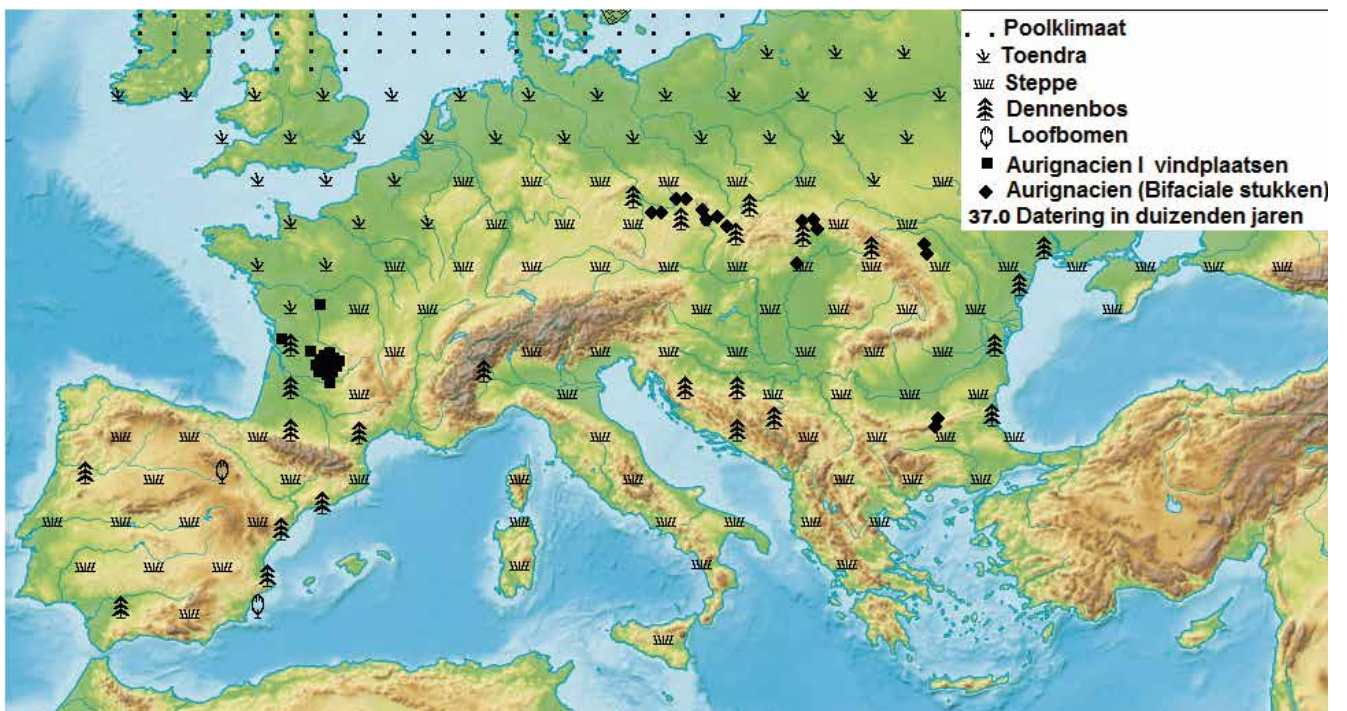 Poolklimaat
Toendra
Steppe
Dennenbos
Loofbomen
Aurignacien I vindplaatsen
Aurignacien (Bifaciale stukken)
37.0 Datering in duizenden jaren